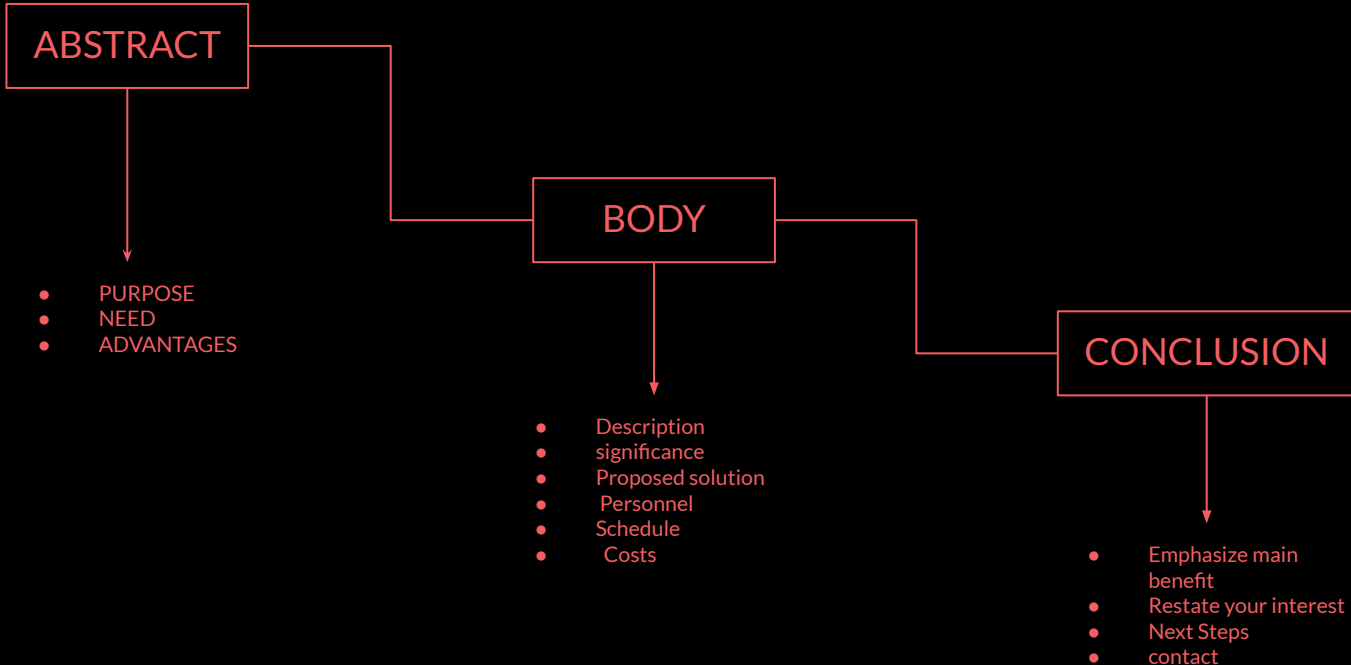 ABSTRACT
● PURPOSE
● NEED
● ADVANTAGES
BODY
● Description
● significance
● Proposed solution
● Personnel
● Schedule
● Costs
CONCLUSION
● Emphasize main
benefit
● Restate your interest
● Next Steps
● contact